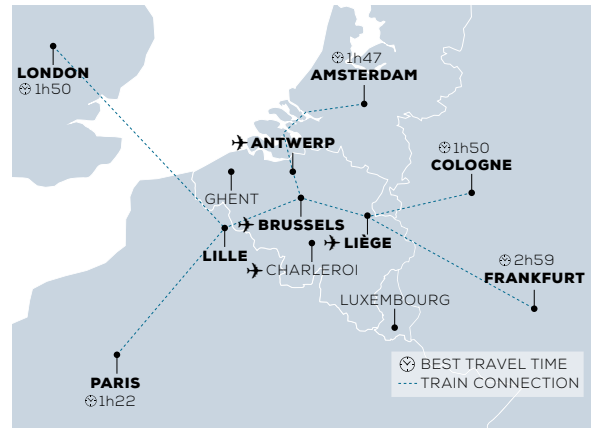 1h47
AMSTERDAM
LONDON
1h50
ANTWERP
1h50
COLOGNE
GHENT
BRUSSELS
LIÈGE
LILLE
CHARLEROI
2h59
FRANKFURT
LUXEMBOURG
BEST TRAVEL TIME
TRAIN CONNECTION
PARIS
1h22